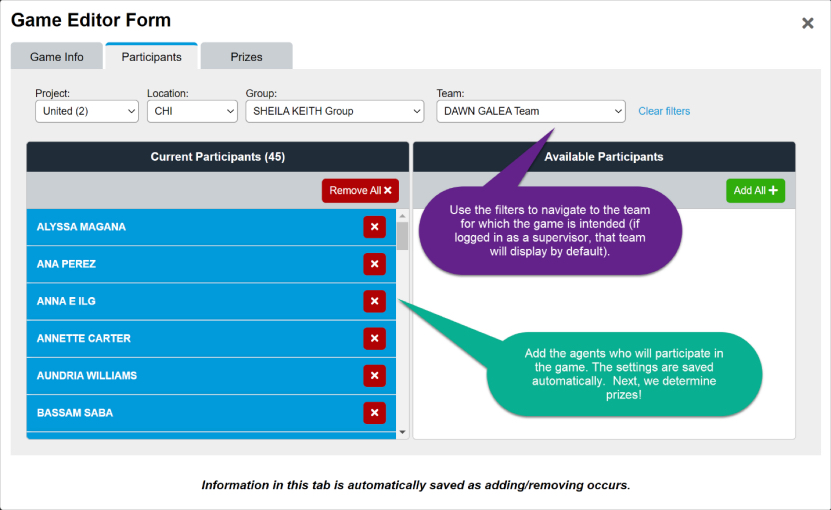 Game Editor Form
Game Info
Participants
Prizes
Project:
Location:
Group:
Team:
United (2)
CHI
SHEILA KEITH Group
DAWN GALEA Team
Clear filters
Current Participants (45)
Available Participants
Remove All
Add All
ALYSSA MAGANA
ANA PEREZ
ANNA E ILG
ANNETTE CARTER
AUNDRIA WILLIAMS
BASSAM SABA
Use the filters to navigate to the team
for which the game is intended (if
logged in as a supervisor, that team
will display by default).
Add the agents who will participate in
the game. The settings are saved
automatically.  Next, we determine
prizes!
Information in this tab is automatically saved as adding/removing occurs.